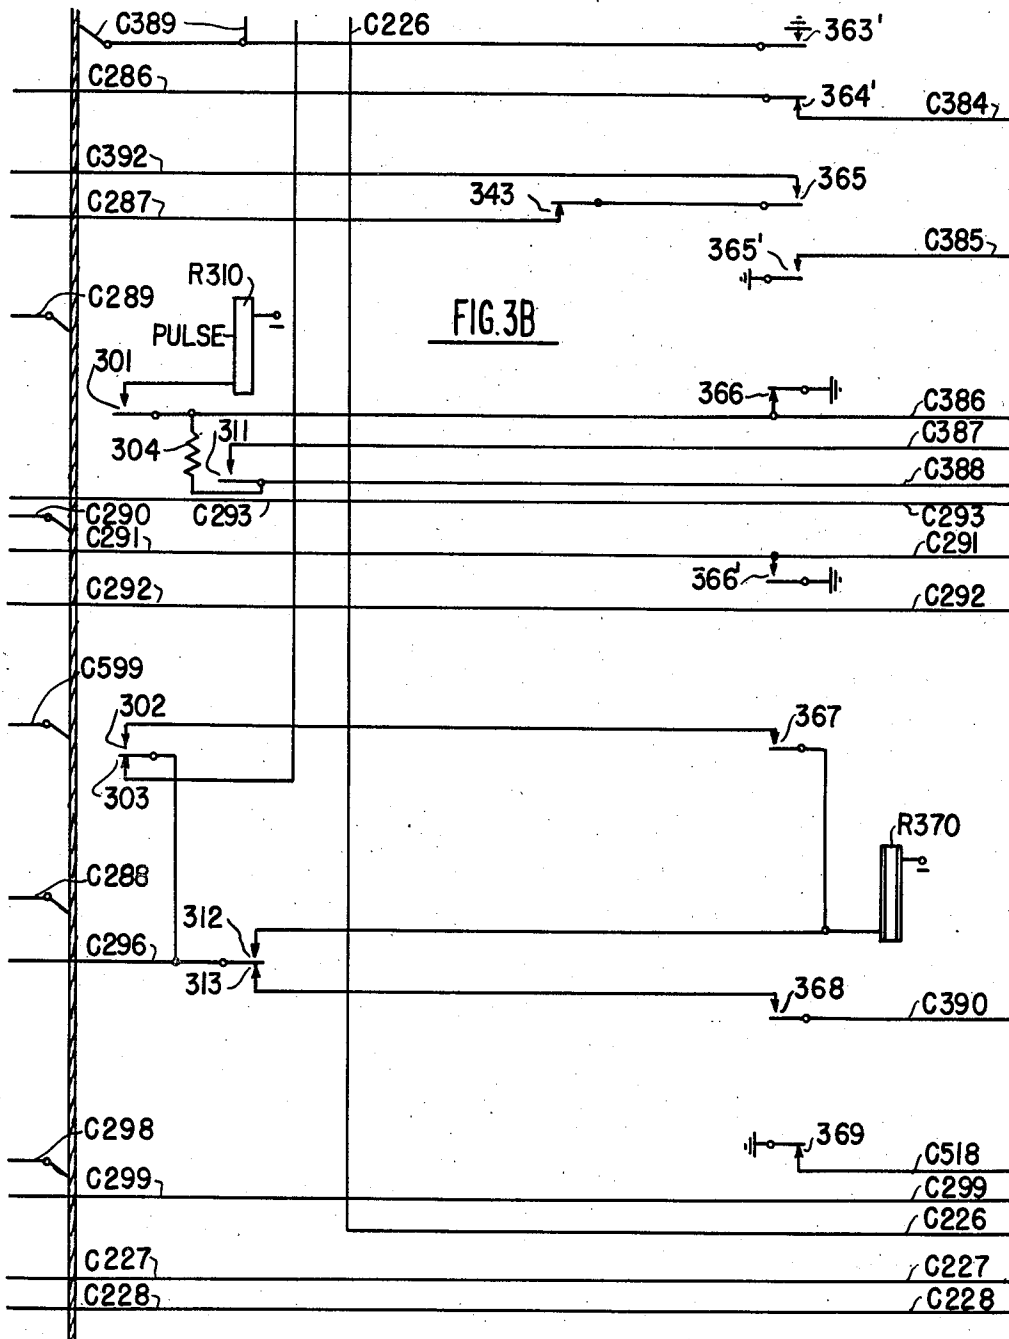 C389
C226
363'
C286
364'
C384
C392
365
C287
343
365'
C385
R310
C289
PULSE
FIG.3B
301
366
C386
311
C387
304
C388
C290
C293
C293
C291
C291
366'
C292
C292
C599
302
367
303
R370
C288
312
C296
313
368
C390
C298
369
C518
C299
C299
C226
C227
C227
C228
C228